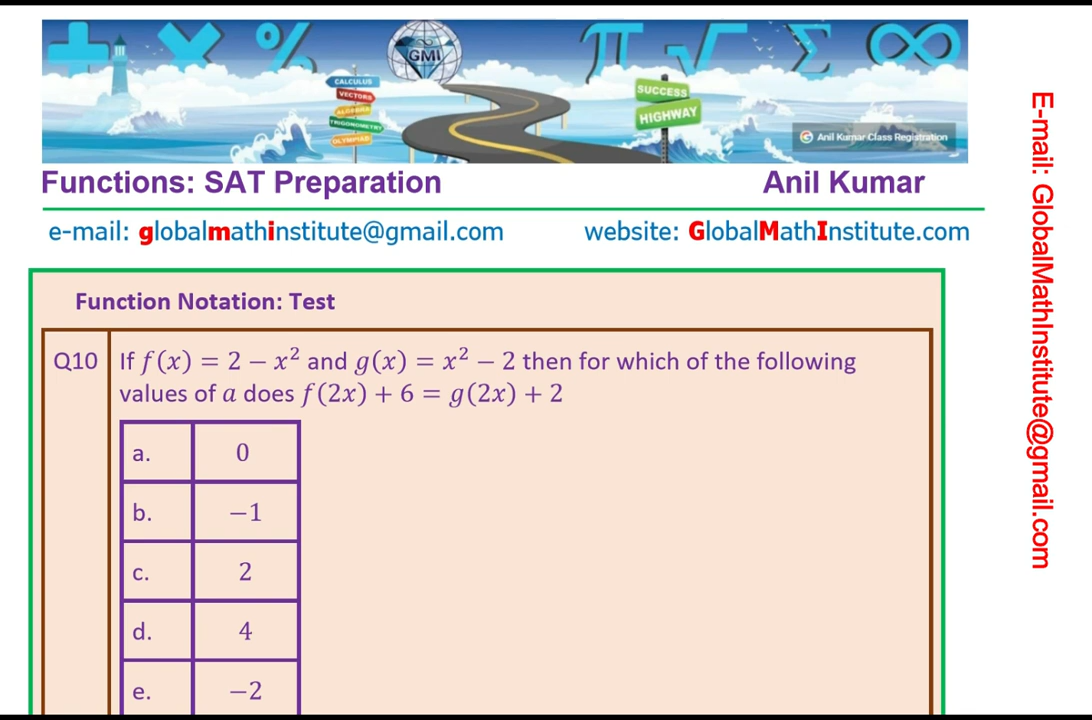 GMI
CALCULUS
VECTORS
ALGEBRA
TRIGONOMETRY
OLYMPIAD
SUCCESS
HIGHWAY
+ × % π √ Σ ∞
G Anil Kumar Class Registration
Functions: SAT Preparation Anil Kumar
e-mail: globalmathinstitute@gmail.com website: GlobalMathInstitute.com
E-mail: GlobalMathInstitute@gmail.com
Function Notation: Test
Q10 If f(x) = 2 − x² and g(x) = x² − 2 then for which of the following
values of a does f(2x) + 6 = g(2x) + 2
a. 0
b. −1
c. 2
d. 4
e. −2